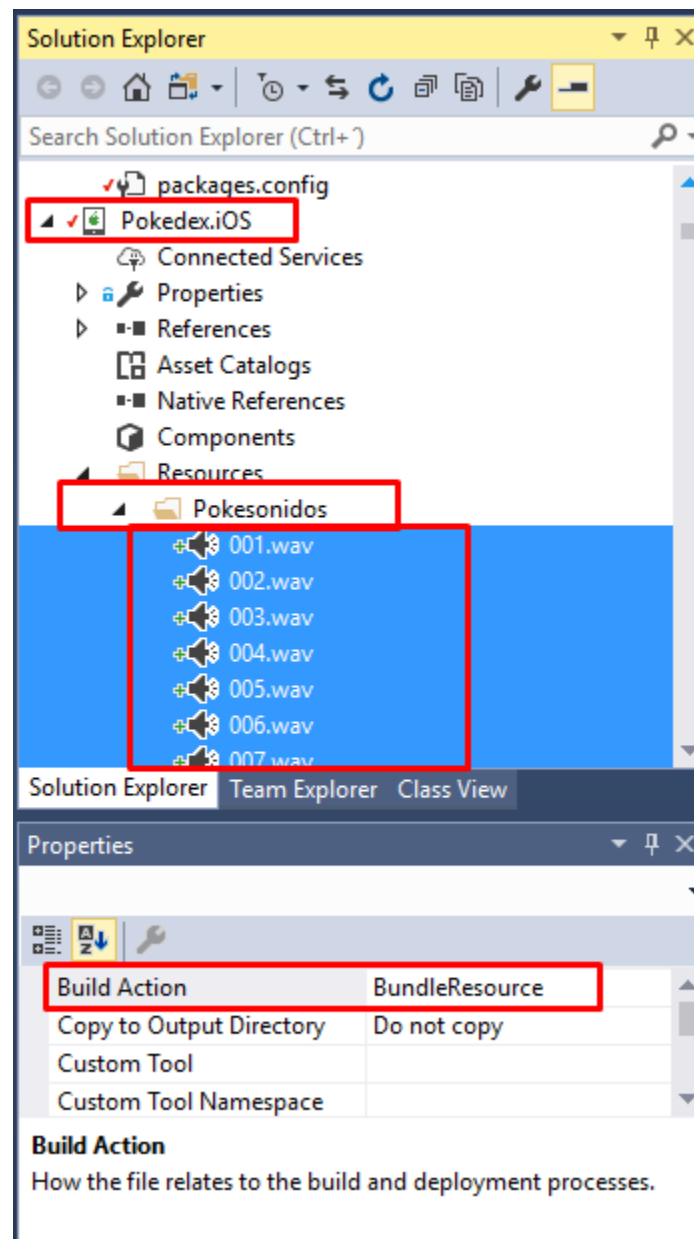 Solution Explorer
Search Solution Explorer (Ctrl+´)
packages.config
Pokedex.iOS
Connected Services
Properties
References
Asset Catalogs
Native References
Components
Resources
Pokesonidos
001.wav
002.wav
003.wav
004.wav
005.wav
006.wav
007.wav
Solution Explorer Team Explorer Class View
Properties
Build Action BundleResource
Copy to Output Directory Do not copy
Custom Tool
Custom Tool Namespace
Build Action
How the file relates to the build and deployment processes.